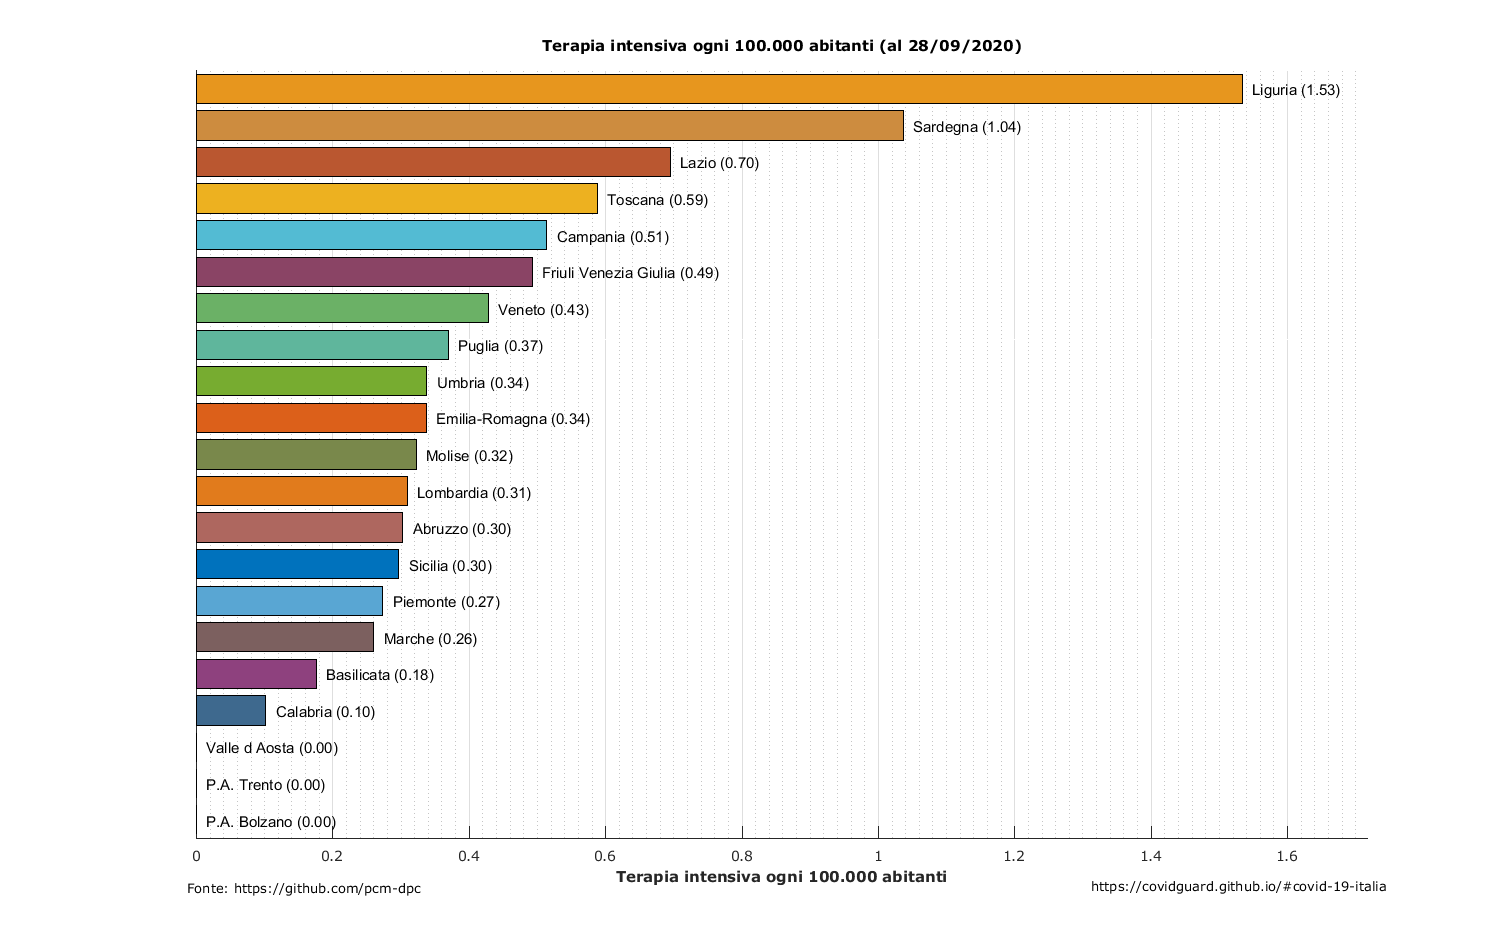 Terapia intensiva ogni 100.000 abitanti (al 28/09/2020)
Liguria (1.53)
Sardegna (1.04)
Lazio (0.70)
Toscana (0.59)
Campania (0.51)
Friuli Venezia Giulia (0.49)
Veneto (0.43)
Puglia (0.37)
Umbria (0.34)
Emilia-Romagna (0.34)
Molise (0.32)
Lombardia (0.31)
Abruzzo (0.30)
Sicilia (0.30)
Piemonte (0.27)
Marche (0.26)
Basilicata (0.18)
Calabria (0.10)
Valle d Aosta (0.00)
P.A. Trento (0.00)
P.A. Bolzano (0.00)
0 0.2 0.4 0.6 0.8 1 1.2 1.4 1.6
Terapia intensiva ogni 100.000 abitanti
Fonte: https://github.com/pcm-dpc
https://covidguard.github.io/#covid-19-italia